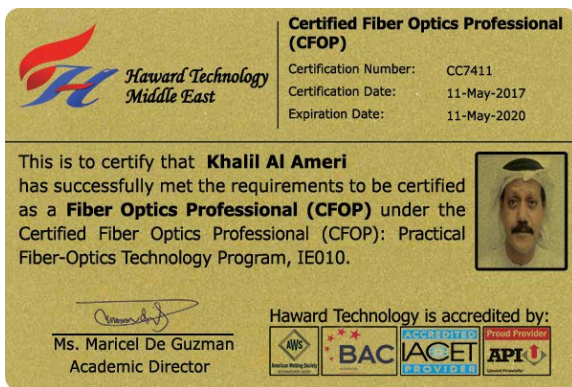 Haward Technology
Middle East
Certified Fiber Optics Professional
(CFOP)
Certification Number: CC7411
Certification Date: 11-May-2017
Expiration Date: 11-May-2020
This is to certify that Khalil Al Ameri
has successfully met the requirements to be certified
as a Fiber Optics Professional (CFOP) under the
Certified Fiber Optics Professional (CFOP): Practical
Fiber-Optics Technology Program, IE010.
Ms. Maricel De Guzman
Academic Director
Haward Technology is accredited by:
AWS
American Welding Society
BAC
ACCREDITED
IACET
PROVIDER
Proud Provider
API